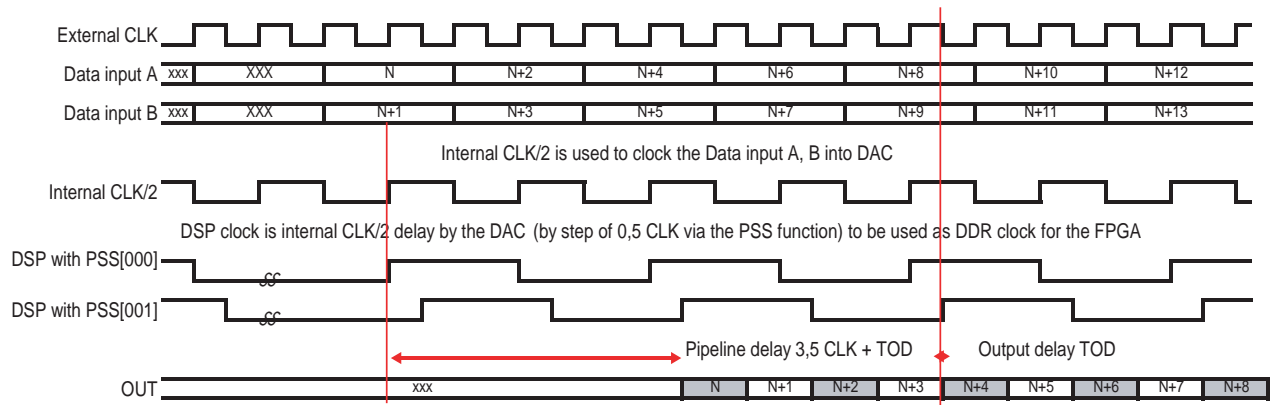 External CLK
Data input A xxx XXX N N+2 N+4 N+6 N+8 N+10 N+12
Data input B xxx XXX N+1 N+3 N+5 N+7 N+9 N+11 N+13
Internal CLK/2 is used to clock the Data input A, B into DAC
Internal CLK/2
DSP clock is internal CLK/2 delay by the DAC (by step of 0,5 CLK via the PSS function) to be used as DDR clock for the FPGA
DSP with PSS[000]
DSP with PSS[001]
Pipeline delay 3,5 CLK + TOD Output delay TOD
OUT xxx N N+1 N+2 N+3 N+4 N+5 N+6 N+7 N+8